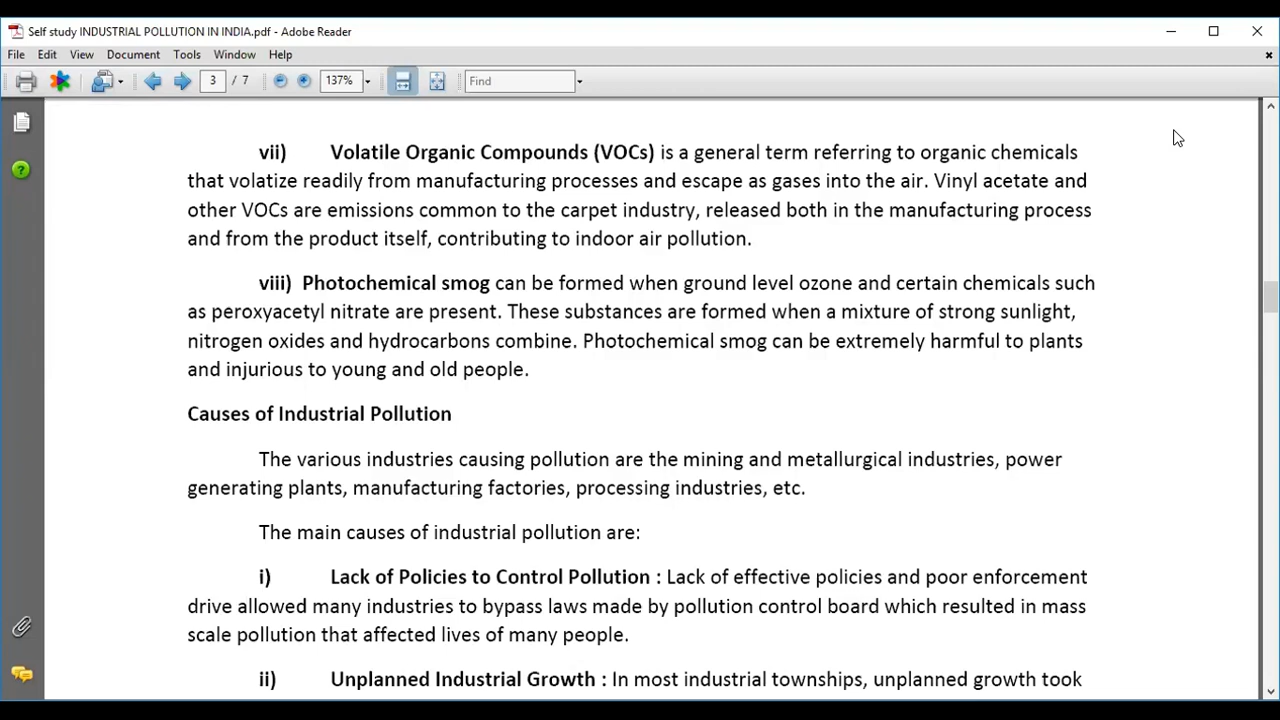 Self study INDUSTRIAL POLLUTION IN INDIA.pdf - Adobe Reader
File Edit View Document Tools Window Help
3 / 7 137% Find
vii) Volatile Organic Compounds (VOCs) is a general term referring to organic chemicals
that volatize readily from manufacturing processes and escape as gases into the air. Vinyl acetate and
other VOCs are emissions common to the carpet industry, released both in the manufacturing process
and from the product itself, contributing to indoor air pollution.
viii) Photochemical smog can be formed when ground level ozone and certain chemicals such
as peroxyacetyl nitrate are present. These substances are formed when a mixture of strong sunlight,
nitrogen oxides and hydrocarbons combine. Photochemical smog can be extremely harmful to plants
and injurious to young and old people.
Causes of Industrial Pollution
The various industries causing pollution are the mining and metallurgical industries, power
generating plants, manufacturing factories, processing industries, etc.
The main causes of industrial pollution are:
i) Lack of Policies to Control Pollution : Lack of effective policies and poor enforcement
drive allowed many industries to bypass laws made by pollution control board which resulted in mass
scale pollution that affected lives of many people.
ii) Unplanned Industrial Growth : In most industrial townships, unplanned growth took